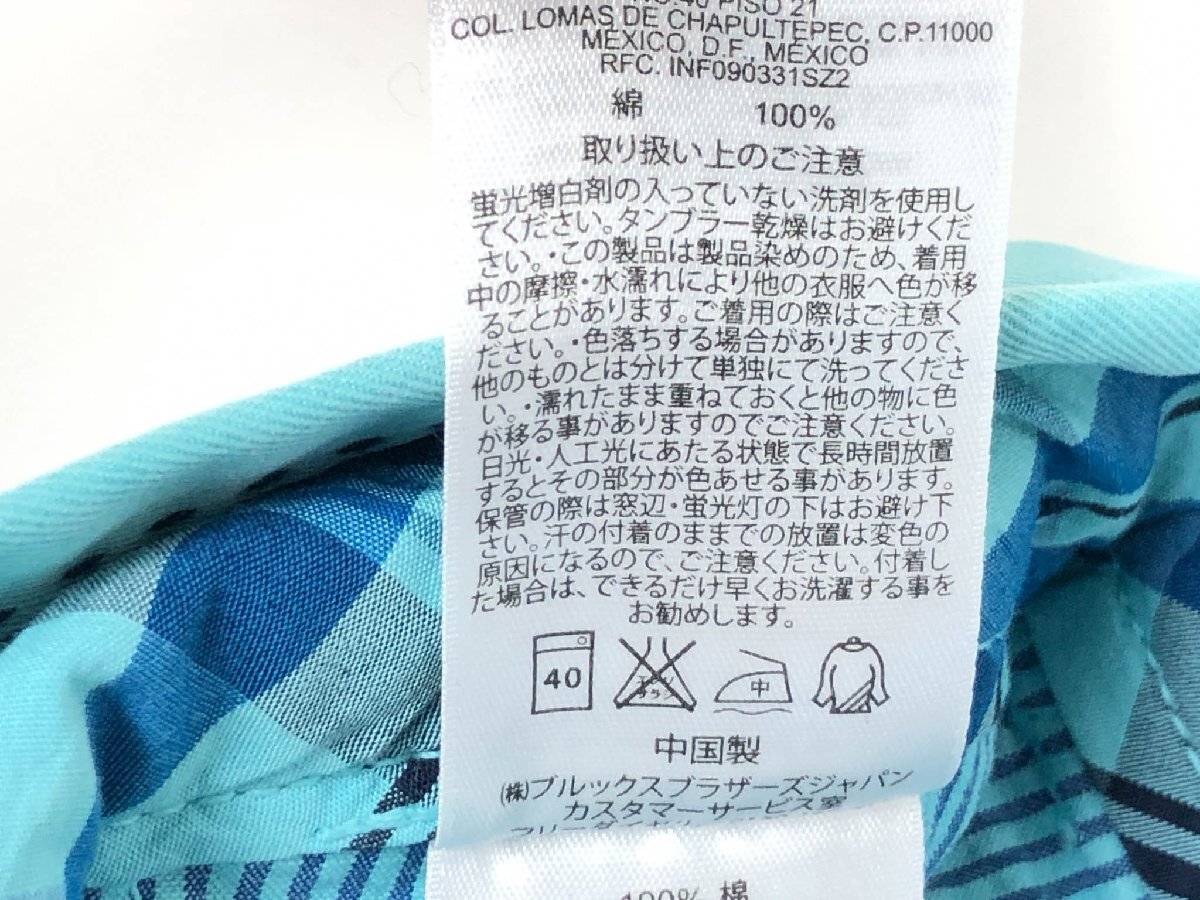 NO.40 PISO 21
COL. LOMAS DE CHAPULTEPEC, C.P.11000
MEXICO, D.F., MEXICO
RFC. INF090331SZ2
綿 100%
取り扱い上のご注意
蛍光増白剤の入っていない洗剤を使用し
てください。タンブラー乾燥はお避けくだ
さい。・この製品は製品染めのため、着用
中の摩擦・水濡れにより他の衣服へ色が移
ることがあります。ご着用の際はご注意く
ださい。・色落ちする場合がありますので、
他のものとは分けて単独にて洗ってくださ
い。・濡れたまま重ねておくと他の物に色
が移る事がありますのでご注意ください。
日光・人工光にあたる状態で長時間放置
するとその部分が色あせる事があります。
保管の際は窓辺・蛍光灯の下はお避け下
さい。汗の付着のままでの放置は変色の
原因になるので、ご注意ください。付着し
た場合は、できるだけ早くお洗濯する事を
お勧めします。
40
中
中国製
(株)ブルックスブラザーズジャパン
カスタマーサービス室
100% 棉